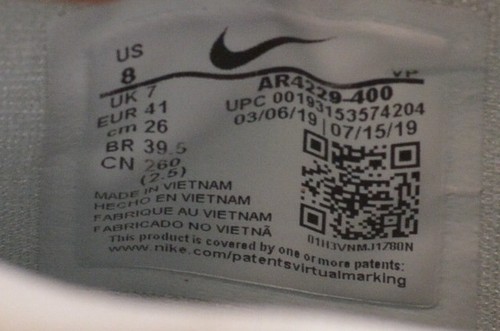 US
8
UK 7
EUR 41
cm 26
BR 39.5
CN 260
(2.5)
VP
AR4229-400
UPC 00193153574204
03/06/19 | 07/15/19
MADE IN VIETNAM
HECHO EN VIETNAM
FABRIQUE AU VIETNAM
FABRICADO NO VIETNÃ
This product is covered by one or more patents:
www.nike.com/patentsvirtualmarking